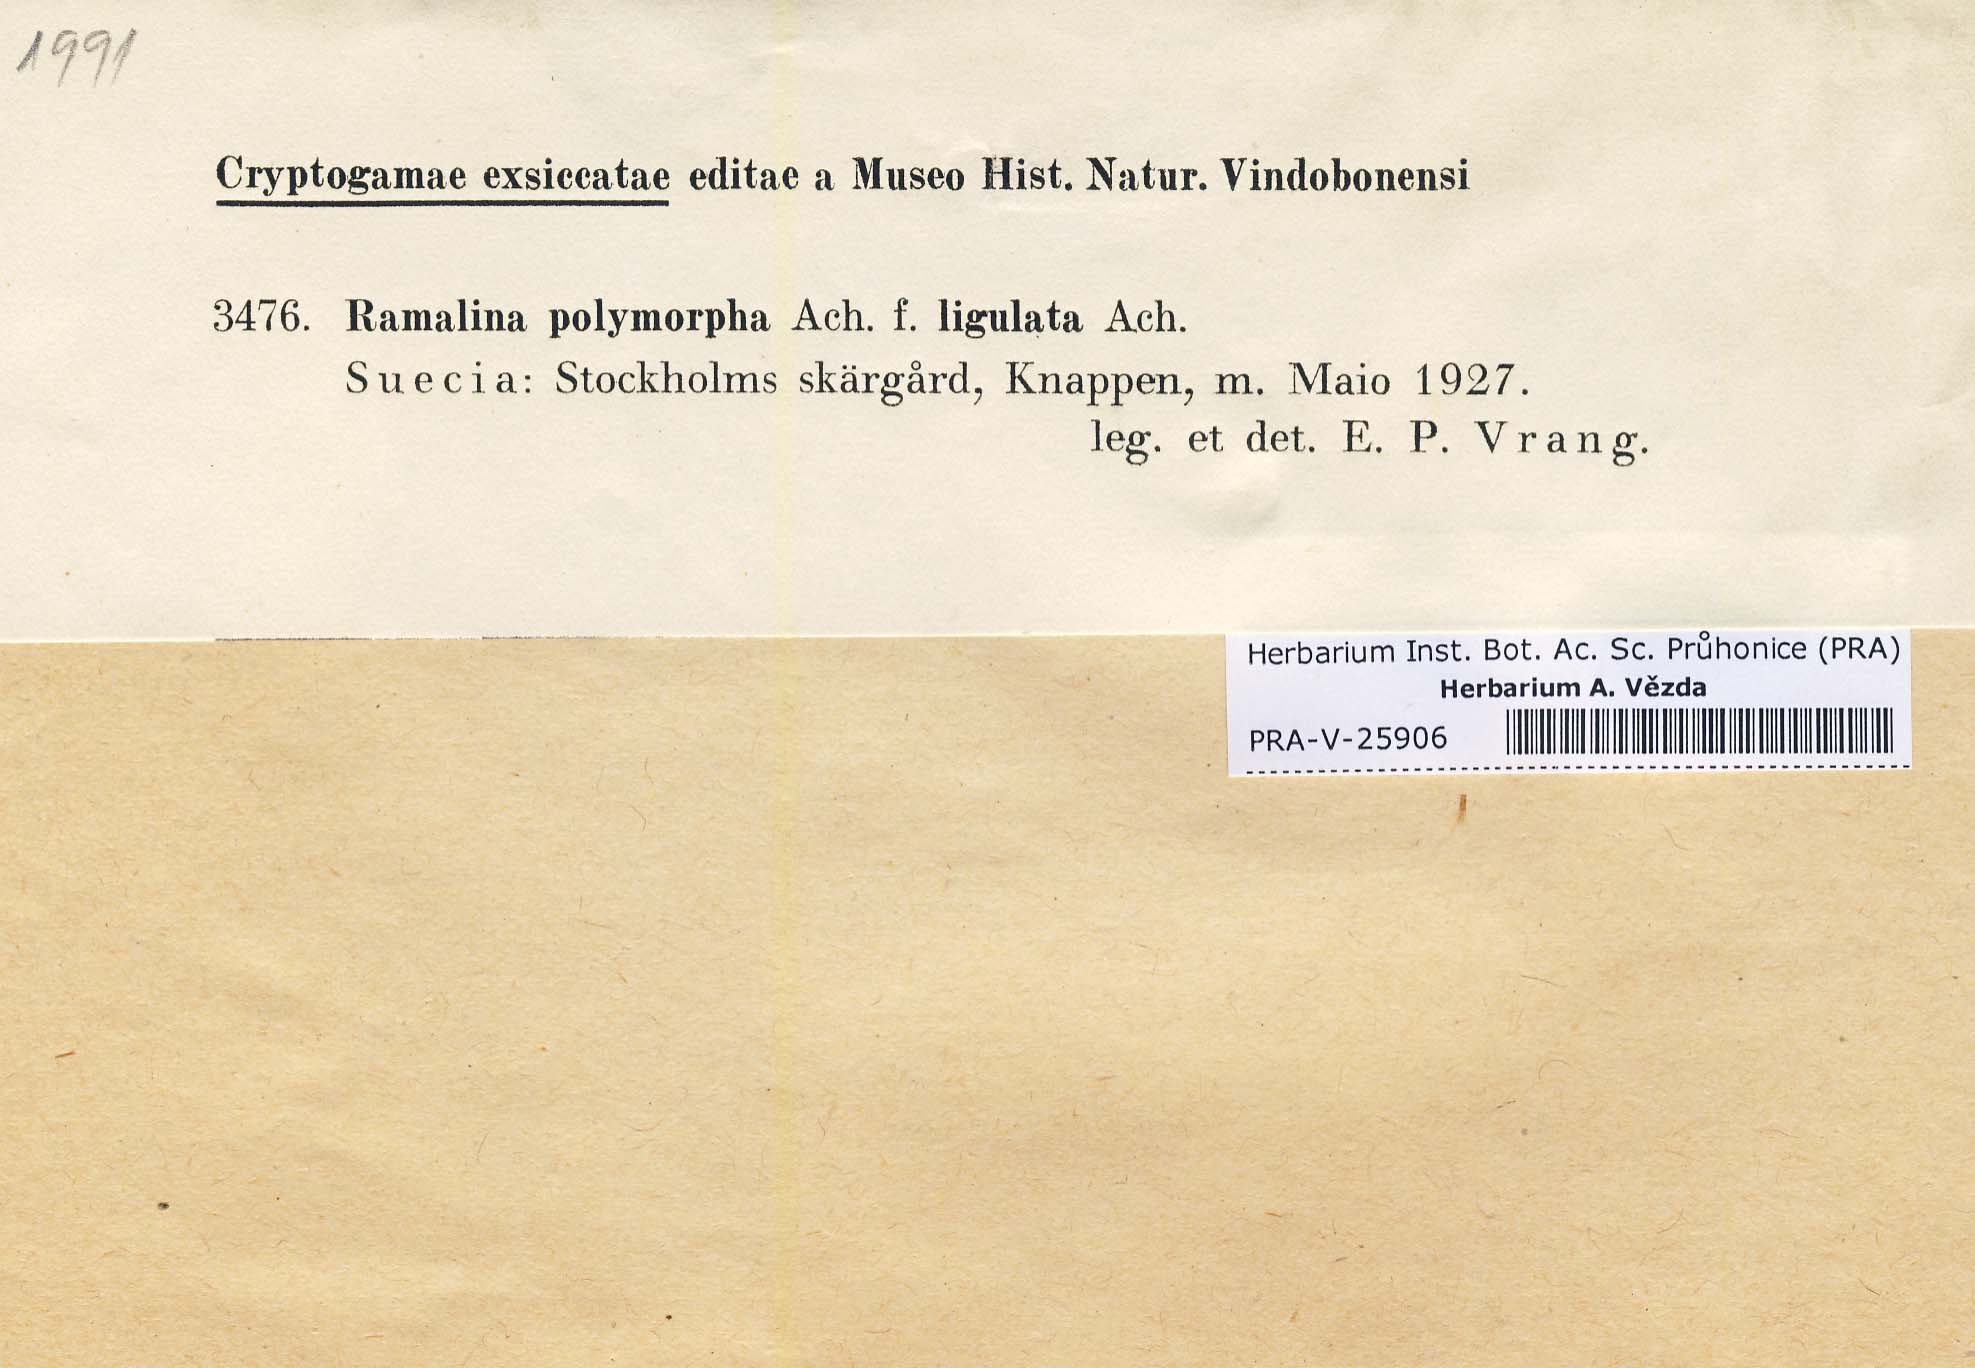 1991
Cryptogamae exsiccatae editae a Museo Hist. Natur. Vindobonensi
3476. Ramalina polymorpha Ach. f. ligulata Ach.
Suecia: Stockholms skärgård, Knappen, m. Maio 1927.
leg. et det. E. P. Vrang.
Herbarium Inst. Bot. Ac. Sc. Průhonice (PRA)
Herbarium A. Vězda
PRA-V-25906